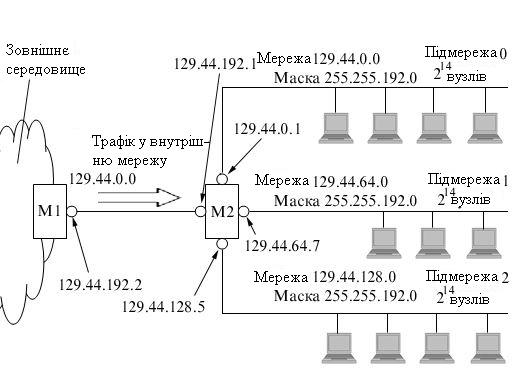 Зовнішнє
середовище
129.44.192.1
Мережа 129.44.0.0
Маска 255.255.192.0
Підмережа 0
2^14 вузлів
129.44.0.1
Трафік у внутріш-
ню мережу
129.44.0.0
M1
M2
Мережа 129.44.64.0
Маска 255.255.192.0
Підмережа 1
2^14 вузлів
129.44.64.7
129.44.192.2
129.44.128.5
Мережа 129.44.128.0
Маска 255.255.192.0
Підмережа 2
2^14 вузлів